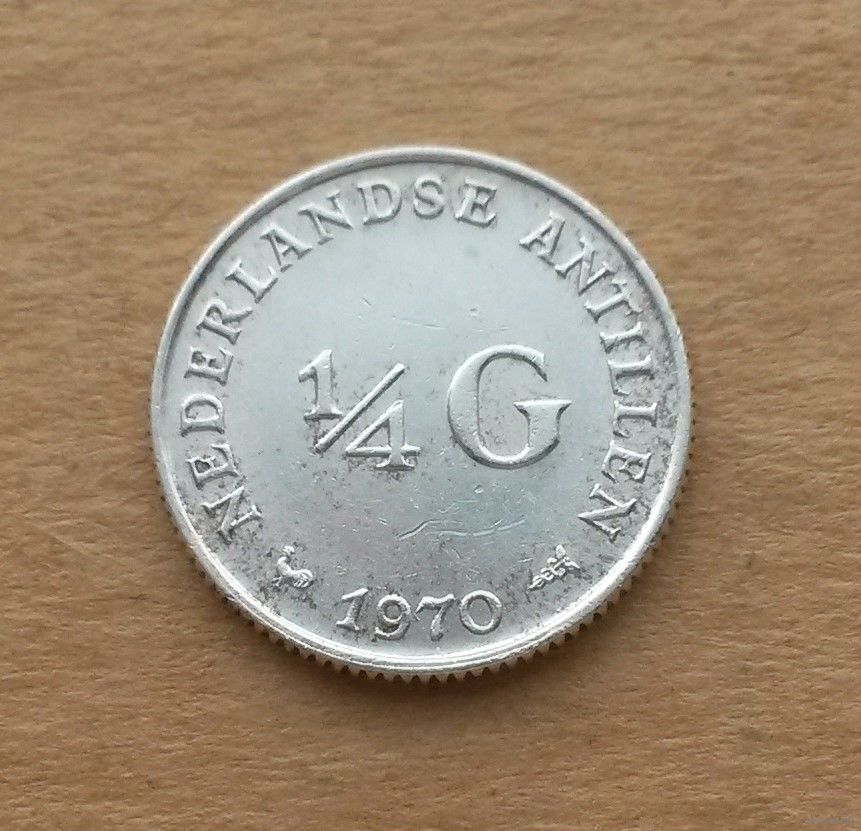 NEDERLANDSE ANTILLEN
1/4 G
1970